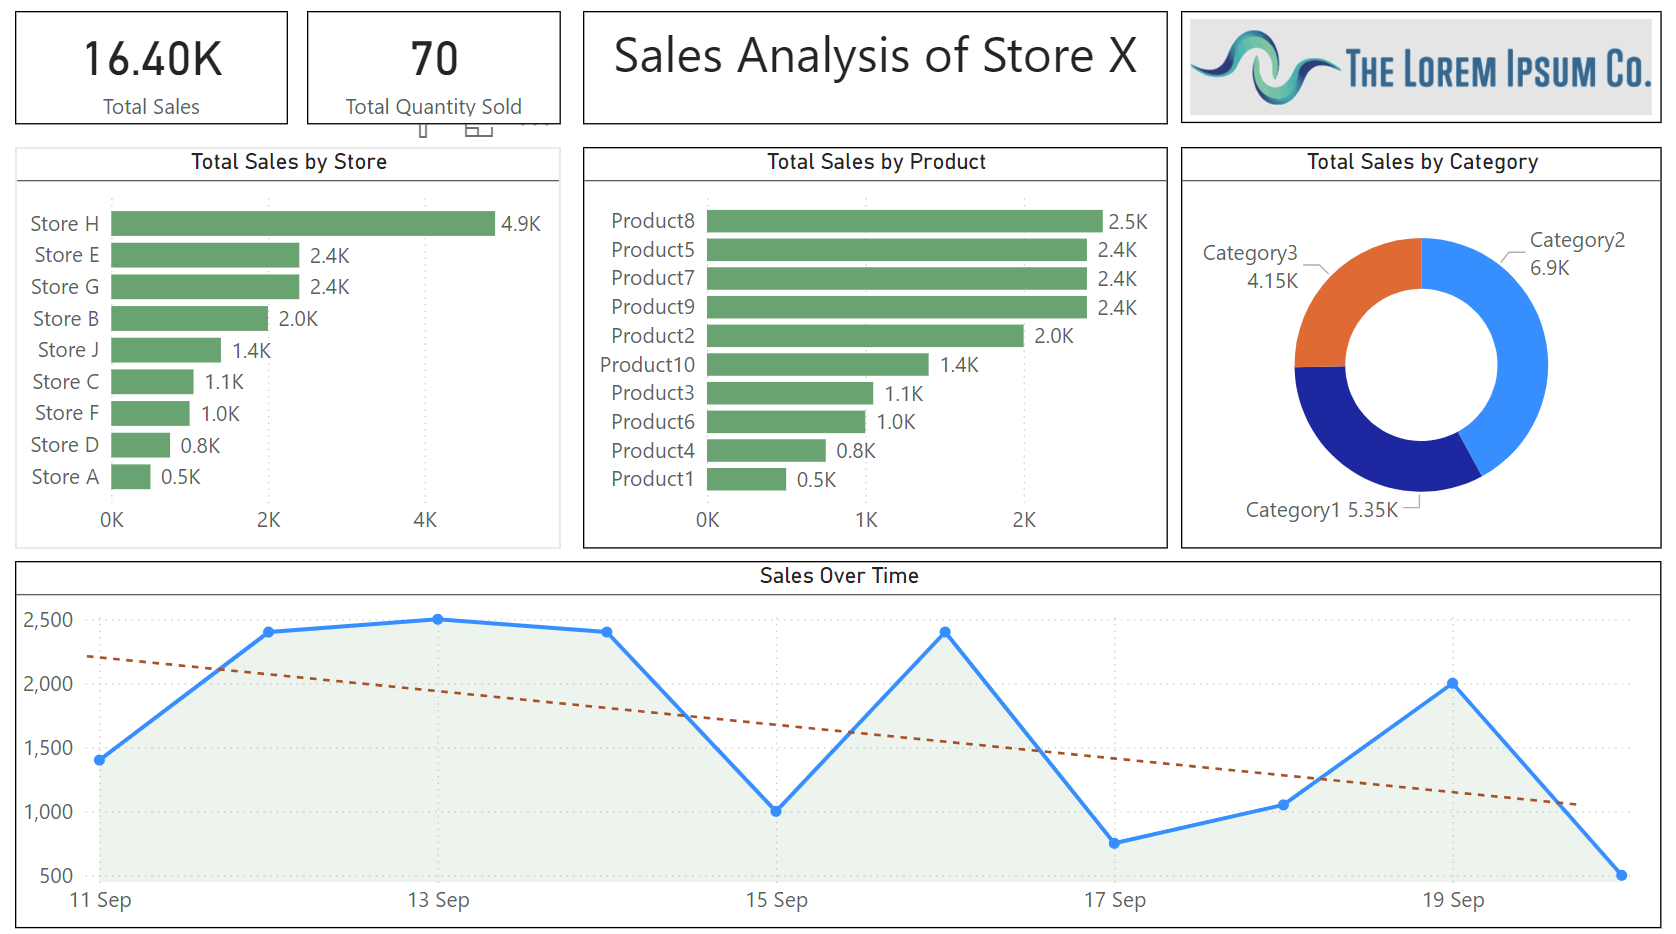 16.40K
Total Sales
70
Total Quantity Sold
Sales Analysis of Store X
THE LOREM IPSUM CO.
Total Sales by Store
Store H 4.9K
Store E 2.4K
Store G 2.4K
Store B 2.0K
Store J 1.4K
Store C 1.1K
Store F 1.0K
Store D 0.8K
Store A 0.5K
0K 2K 4K
Total Sales by Product
Product8 2.5K
Product5 2.4K
Product7 2.4K
Product9 2.4K
Product2 2.0K
Product10 1.4K
Product3 1.1K
Product6 1.0K
Product4 0.8K
Product1 0.5K
0K 1K 2K
Total Sales by Category
Category2
6.9K
Category3
4.15K
Category1 5.35K
Sales Over Time
2,500
2,000
1,500
1,000
500
11 Sep 13 Sep 15 Sep 17 Sep 19 Sep